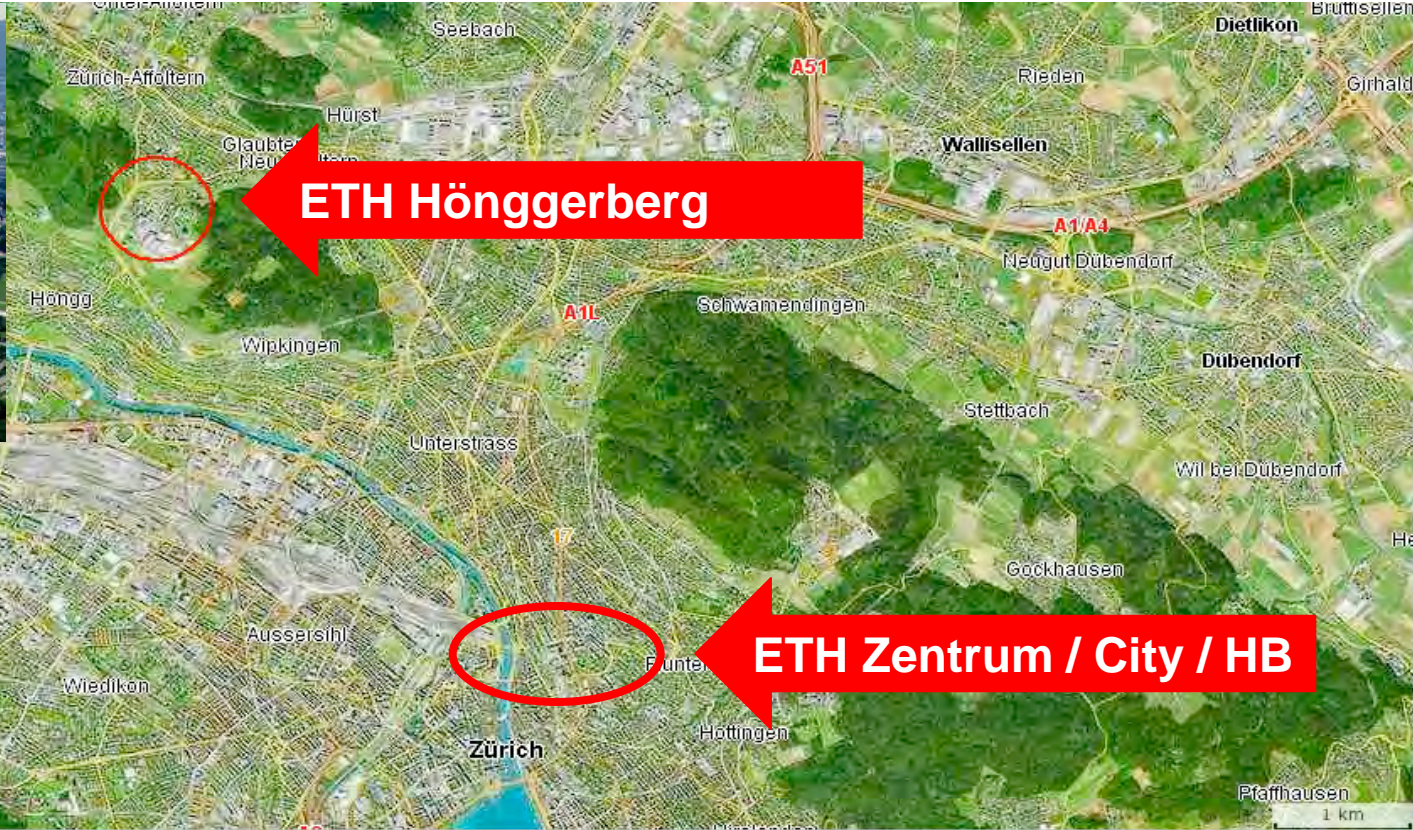 Seebach
Dietlikon
Zürich-Affoltern
A51
Rieden
Hürst
Wallisellen
ETH Hönggerberg
A1/A4
Neugut Dübendorf
Höngg
A1L
Schwamendingen
Wipkingen
Dübendorf
Stettbach
Unterstrass
Wil bei Dübendorf
17
Gockhausen
Aussersihl
ETH Zentrum / City / HB
Wiedikon
Hottingen
Zürich
Pfaffhausen
1 km